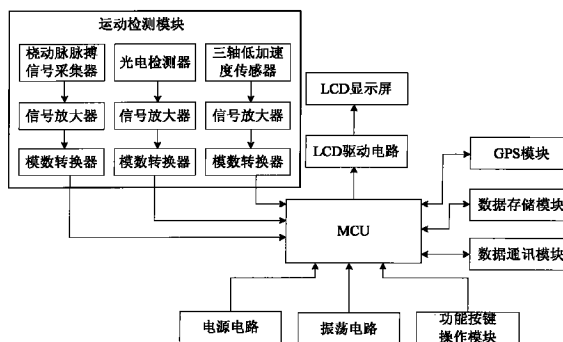 运动检测模块
桡动脉脉搏
信号采集器
光电检测器
三轴低加速
度传感器
信号放大器
信号放大器
信号放大器
模数转换器
模数转换器
模数转换器
LCD显示屏
LCD驱动电路
MCU
GPS模块
数据存储模块
数据通讯模块
电源电路
振荡电路
功能按键
操作模块